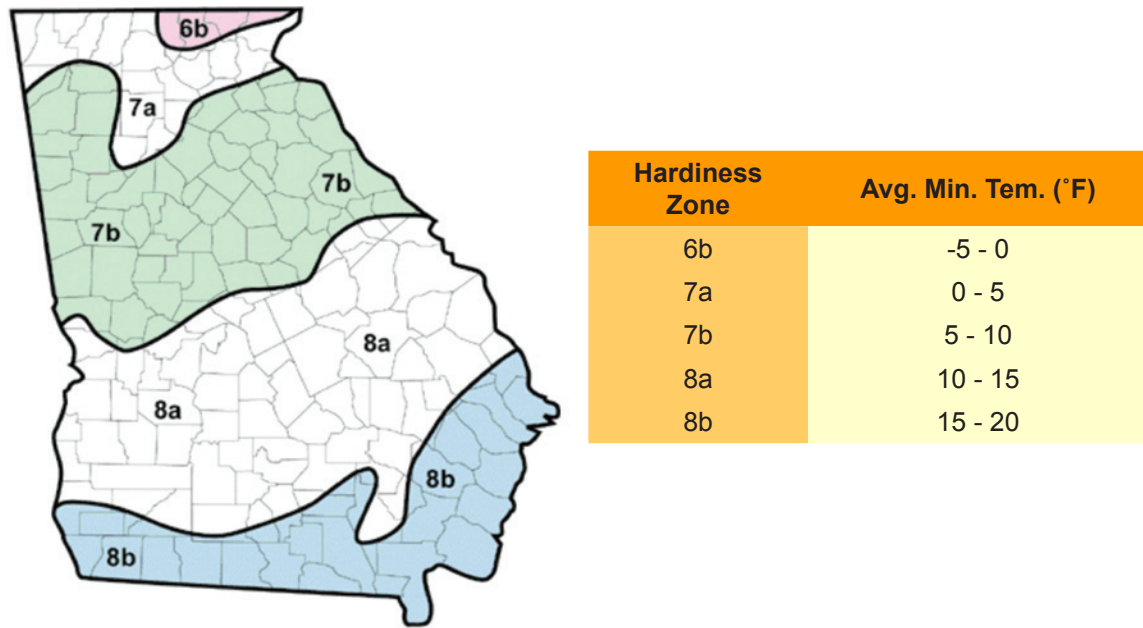 6b
7a
7b
7b
8a
8a
8b
8b
Hardiness
Zone
Avg. Min. Tem. (˚F)
6b -5 - 0
7a 0 - 5
7b 5 - 10
8a 10 - 15
8b 15 - 20